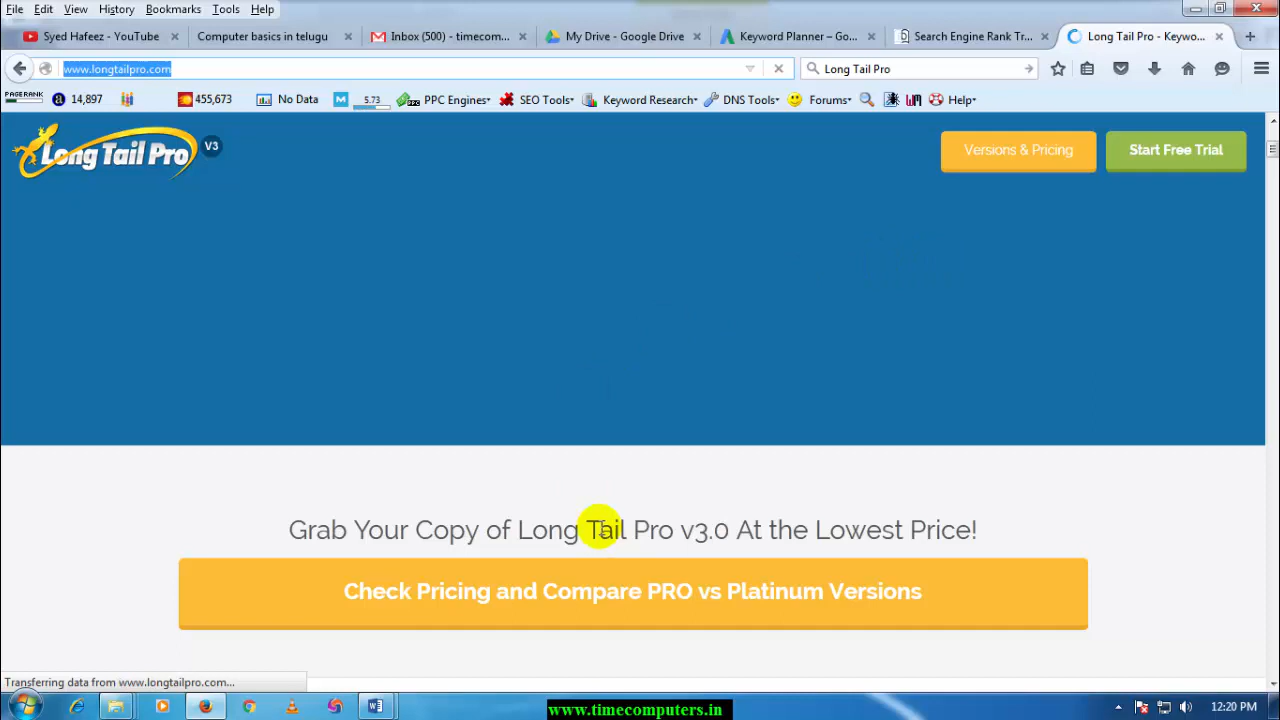 File Edit View History Bookmarks Tools Help
Syed Hafeez - YouTube
Computer basics in telugu
Inbox (500) - timecom...
My Drive - Google Drive
Keyword Planner – Go...
Search Engine Rank Tr...
Long Tail Pro - Keywo...
www.longtailpro.com
Long Tail Pro
PAGERANK 14,897 455,673 No Data M 5.73 PPC Engines SEO Tools Keyword Research DNS Tools Forums Help
Long Tail Pro V3
Versions & Pricing
Start Free Trial
Grab Your Copy of Long Tail Pro v3.0 At the Lowest Price!
Check Pricing and Compare PRO vs Platinum Versions
Transferring data from www.longtailpro.com...
www.timecomputers.in
12:20 PM